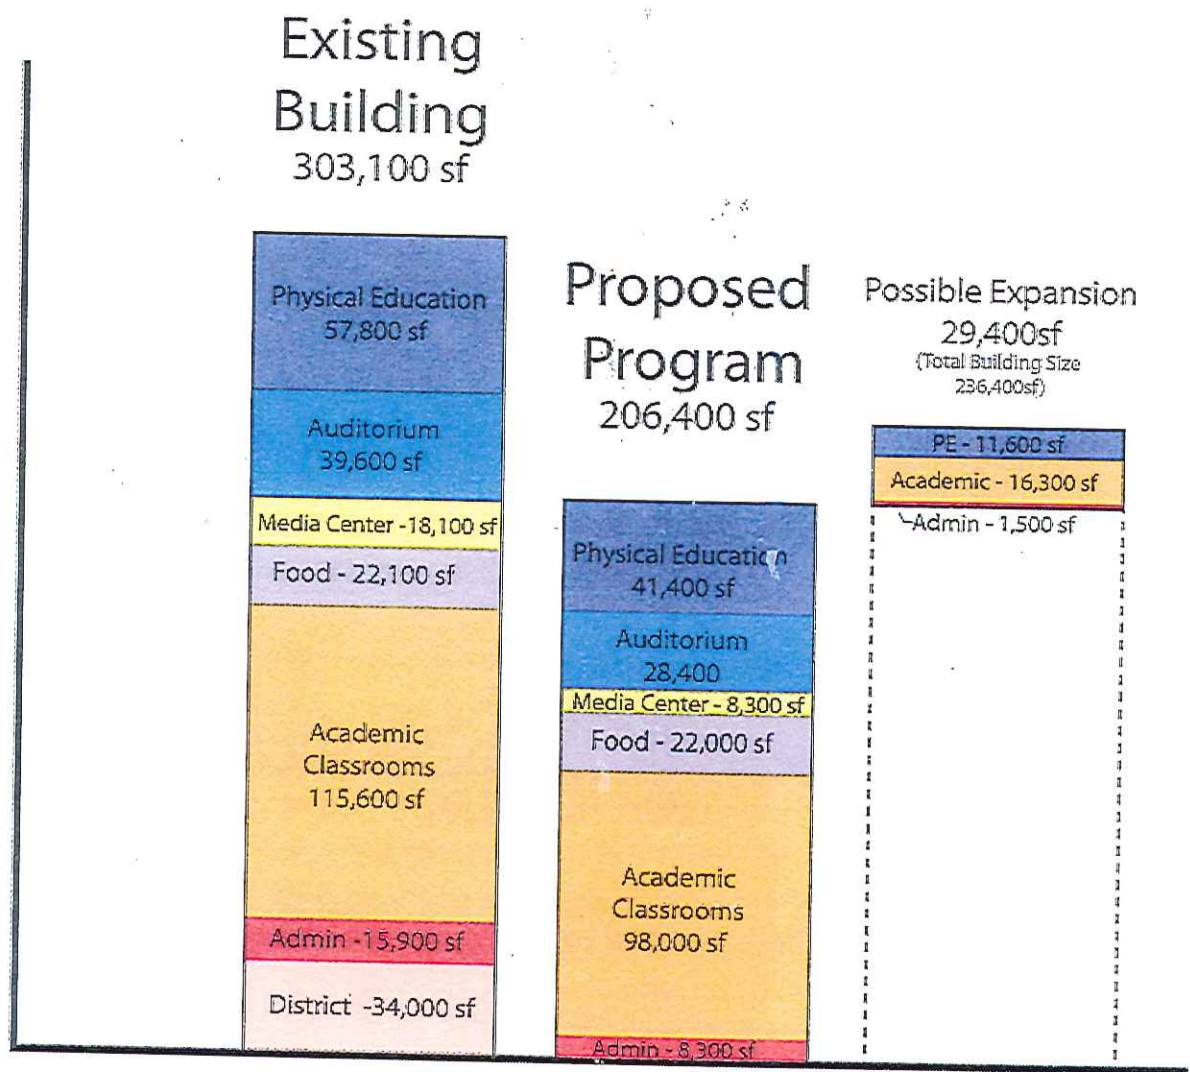 Existing
Building
303,100 sf
Physical Education
57,800 sf
Auditorium
39,600 sf
Media Center -18,100 sf
Food - 22,100 sf
Academic
Classrooms
115,600 sf
Admin -15,900 sf
District -34,000 sf
Proposed
Program
206,400 sf
Physical Education
41,400 sf
Auditorium
28,400
Media Center - 8,300 sf
Food - 22,000 sf
Academic
Classrooms
98,000 sf
Admin - 8,300 sf
Possible Expansion
29,400sf
(Total Building Size
236,400sf)
PE - 11,600 sf
Academic - 16,300 sf
Admin - 1,500 sf